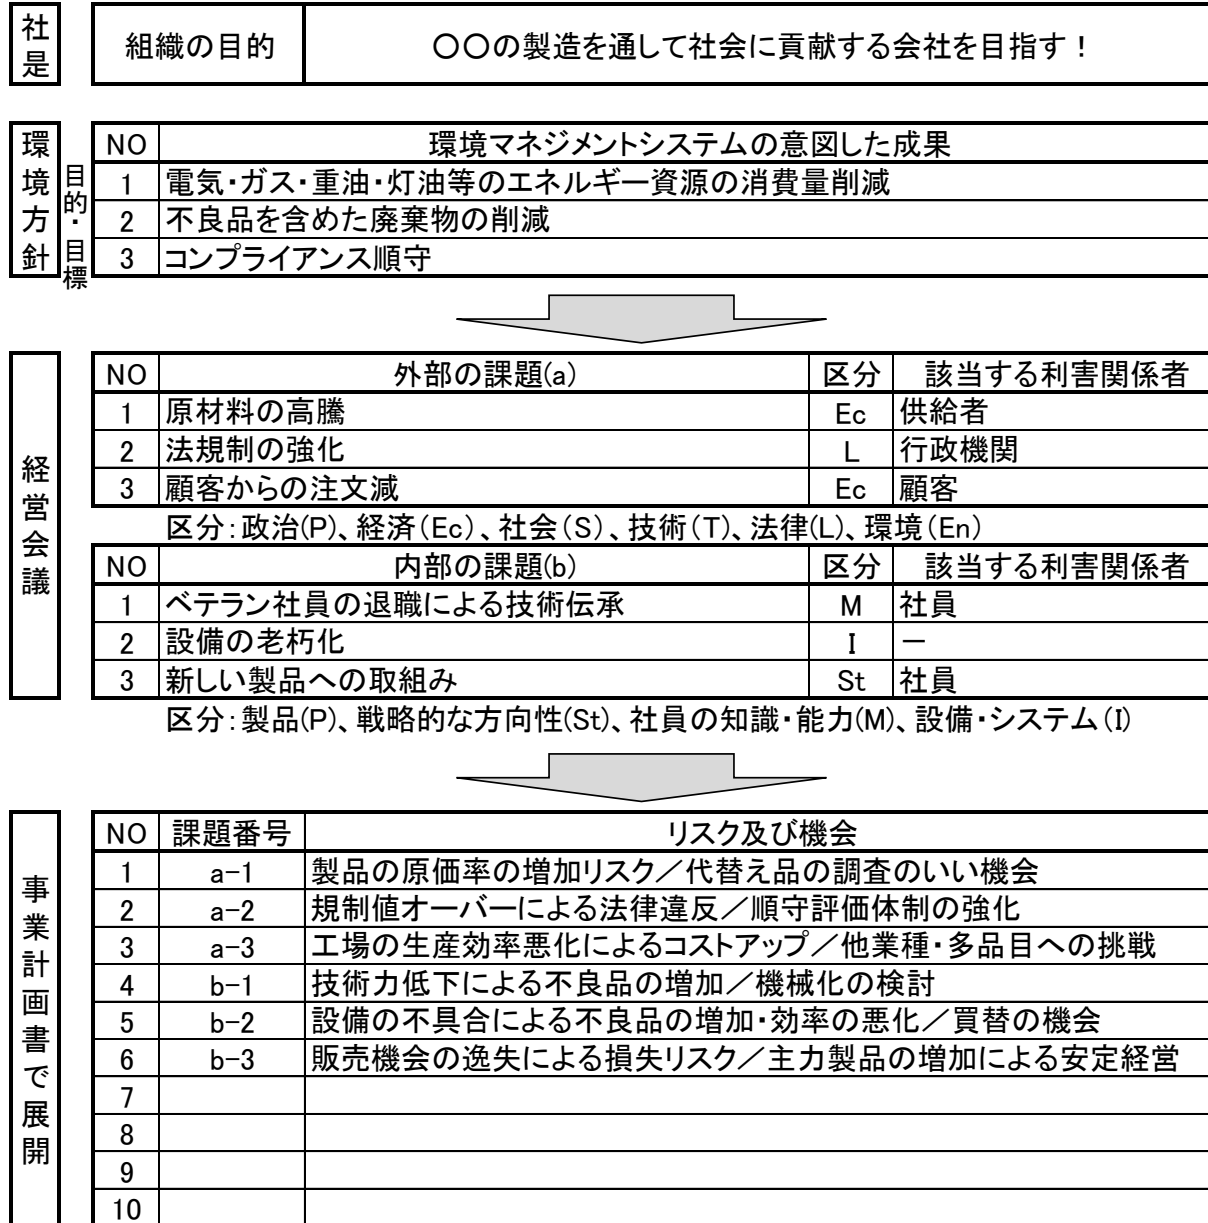 社是
組織の目的 〇〇の製造を通して社会に貢献する会社を目指す！
環境方針
目的・目標
NO 環境マネジメントシステムの意図した成果
1 電気・ガス・重油・灯油等のエネルギー資源の消費量削減
2 不良品を含めた廃棄物の削減
3 コンプライアンス順守
経営会議
NO 外部の課題(a) 区分 該当する利害関係者
1 原材料の高騰 Ec 供給者
2 法規制の強化 L 行政機関
3 顧客からの注文減 Ec 顧客
区分：政治(P)、経済(Ec)、社会(S)、技術(T)、法律(L)、環境(En)
NO 内部の課題(b) 区分 該当する利害関係者
1 ベテラン社員の退職による技術伝承 M 社員
2 設備の老朽化 I －
3 新しい製品への取組み St 社員
区分：製品(P)、戦略的な方向性(St)、社員の知識・能力(M)、設備・システム(I)
事業計画書で展開
NO 課題番号 リスク及び機会
1 a-1 製品の原価率の増加リスク／代替え品の調査のいい機会
2 a-2 規制値オーバーによる法律違反／順守評価体制の強化
3 a-3 工場の生産効率悪化によるコストアップ／他業種・多品目への挑戦
4 b-1 技術力低下による不良品の増加／機械化の検討
5 b-2 設備の不具合による不良品の増加・効率の悪化／買替の機会
6 b-3 販売機会の逸失による損失リスク／主力製品の増加による安定経営
7
8
9
10